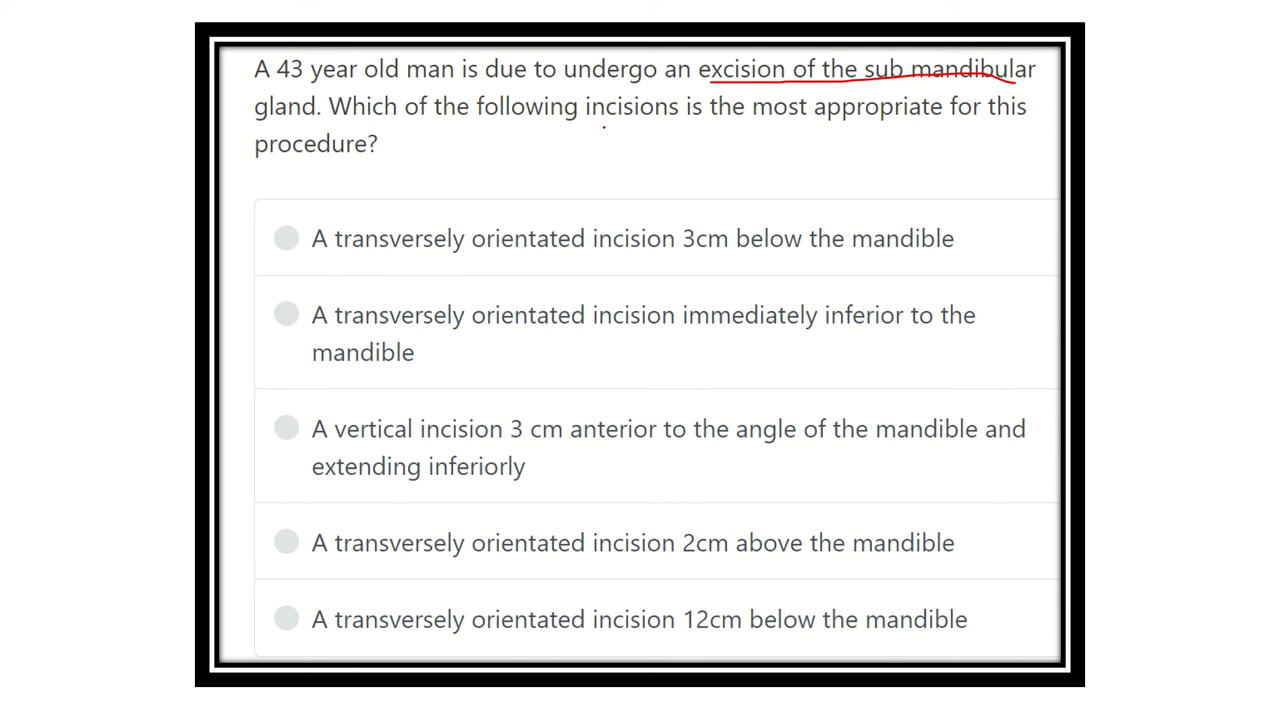 A 43 year old man is due to undergo an excision of the sub mandibular
gland. Which of the following incisions is the most appropriate for this
procedure?
A transversely orientated incision 3cm below the mandible
A transversely orientated incision immediately inferior to the
mandible
A vertical incision 3 cm anterior to the angle of the mandible and
extending inferiorly
A transversely orientated incision 2cm above the mandible
A transversely orientated incision 12cm below the mandible